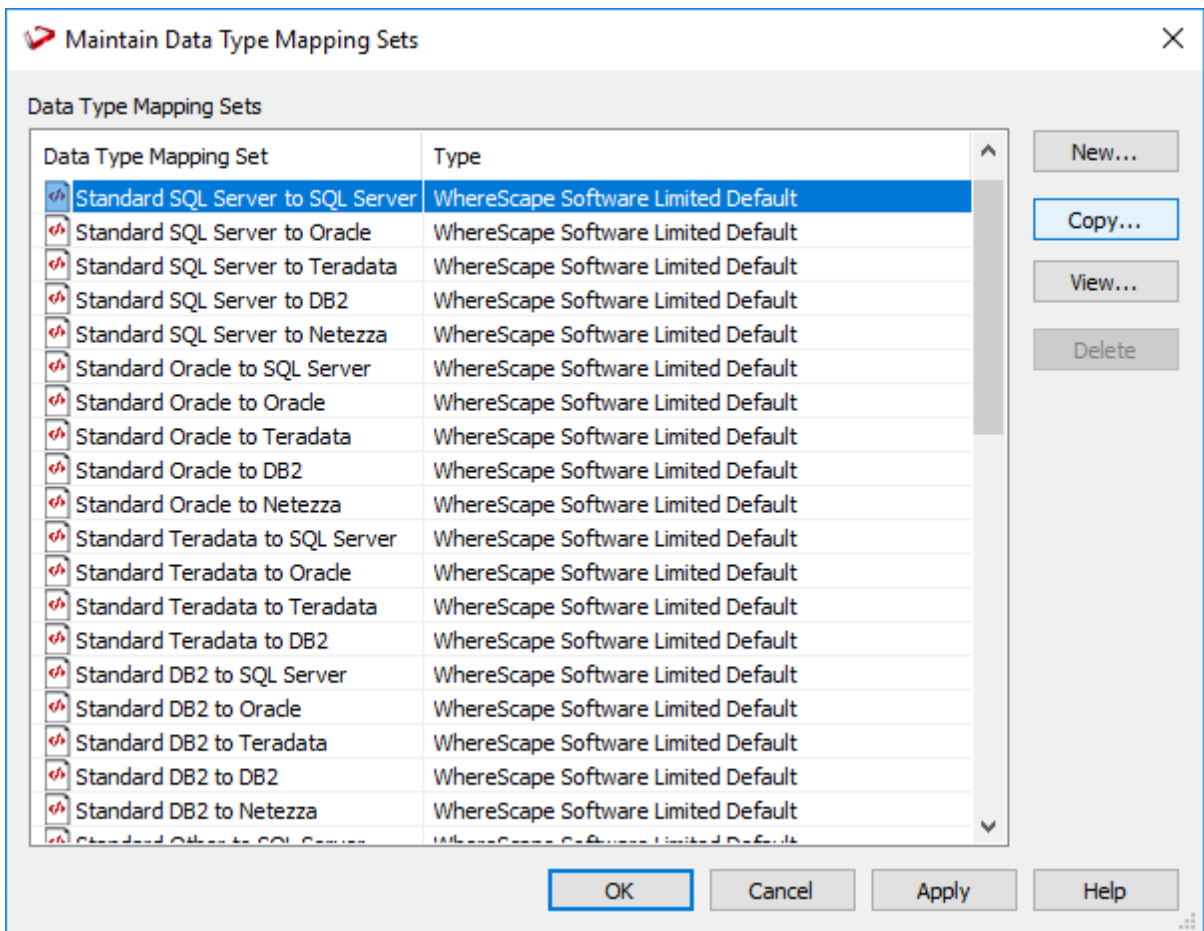 Maintain Data Type Mapping Sets
Data Type Mapping Sets
Data Type Mapping Set Type
Standard SQL Server to SQL Server WhereScape Software Limited Default
Standard SQL Server to Oracle WhereScape Software Limited Default
Standard SQL Server to Teradata WhereScape Software Limited Default
Standard SQL Server to DB2 WhereScape Software Limited Default
Standard SQL Server to Netezza WhereScape Software Limited Default
Standard Oracle to SQL Server WhereScape Software Limited Default
Standard Oracle to Oracle WhereScape Software Limited Default
Standard Oracle to Teradata WhereScape Software Limited Default
Standard Oracle to DB2 WhereScape Software Limited Default
Standard Oracle to Netezza WhereScape Software Limited Default
Standard Teradata to SQL Server WhereScape Software Limited Default
Standard Teradata to Oracle WhereScape Software Limited Default
Standard Teradata to Teradata WhereScape Software Limited Default
Standard Teradata to DB2 WhereScape Software Limited Default
Standard DB2 to SQL Server WhereScape Software Limited Default
Standard DB2 to Oracle WhereScape Software Limited Default
Standard DB2 to Teradata WhereScape Software Limited Default
Standard DB2 to DB2 WhereScape Software Limited Default
Standard DB2 to Netezza WhereScape Software Limited Default
Standard Other to SQL Server WhereScape Software Limited Default
New...
Copy...
View...
Delete
OK Cancel Apply Help